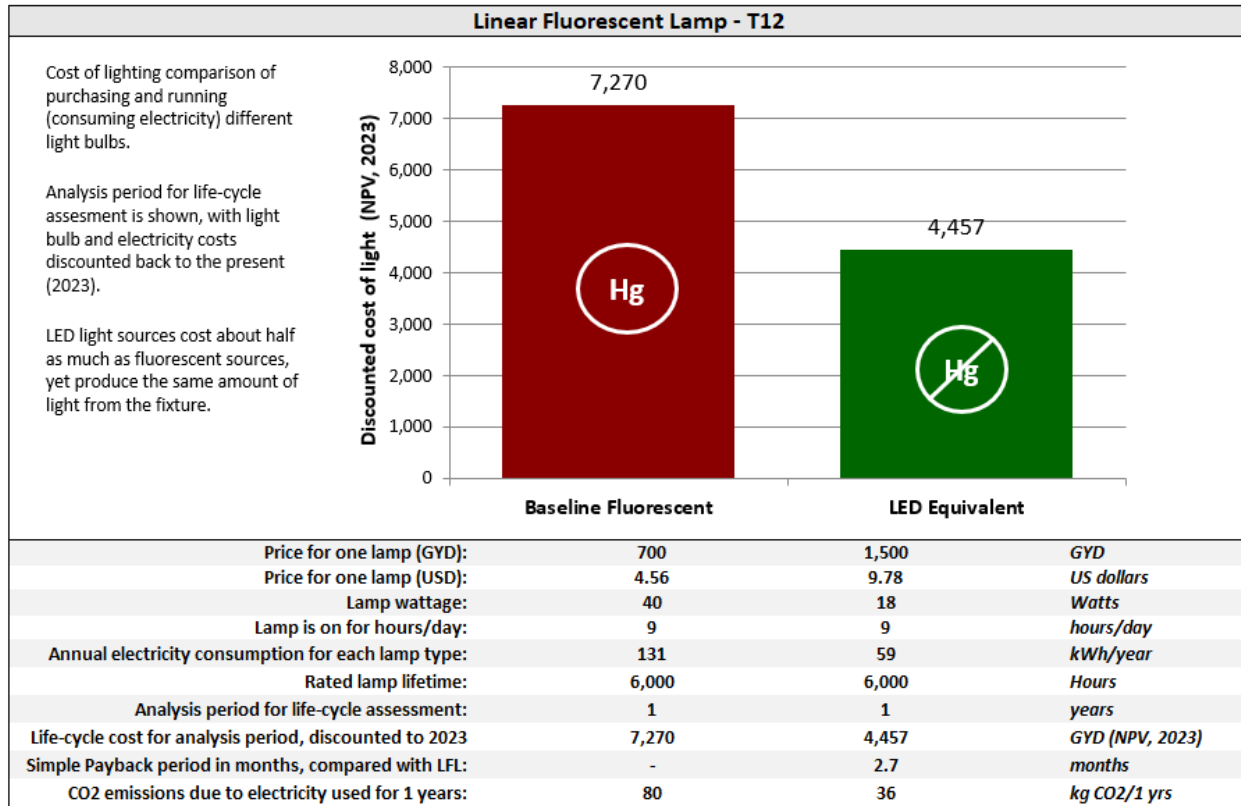 Linear Fluorescent Lamp - T12
Cost of lighting comparison of
purchasing and running
(consuming electricity) different
light bulbs.
Analysis period for life-cycle
assesment is shown, with light
bulb and electricity costs
discounted back to the present
(2023).
LED light sources cost about half
as much as fluorescent sources,
yet produce the same amount of
light from the fixture.
Discounted cost of light (NPV, 2023)
8,000
7,000
6,000
5,000
4,000
3,000
2,000
1,000
0
7,270
4,457
Hg
Hg
Baseline Fluorescent
LED Equivalent
Price for one lamp (GYD): 700 1,500 GYD
Price for one lamp (USD): 4.56 9.78 US dollars
Lamp wattage: 40 18 Watts
Lamp is on for hours/day: 9 9 hours/day
Annual electricity consumption for each lamp type: 131 59 kWh/year
Rated lamp lifetime: 6,000 6,000 Hours
Analysis period for life-cycle assessment: 1 1 years
Life-cycle cost for analysis period, discounted to 2023 7,270 4,457 GYD (NPV, 2023)
Simple Payback period in months, compared with LFL: - 2.7 months
CO2 emissions due to electricity used for 1 years: 80 36 kg CO2/1 yrs